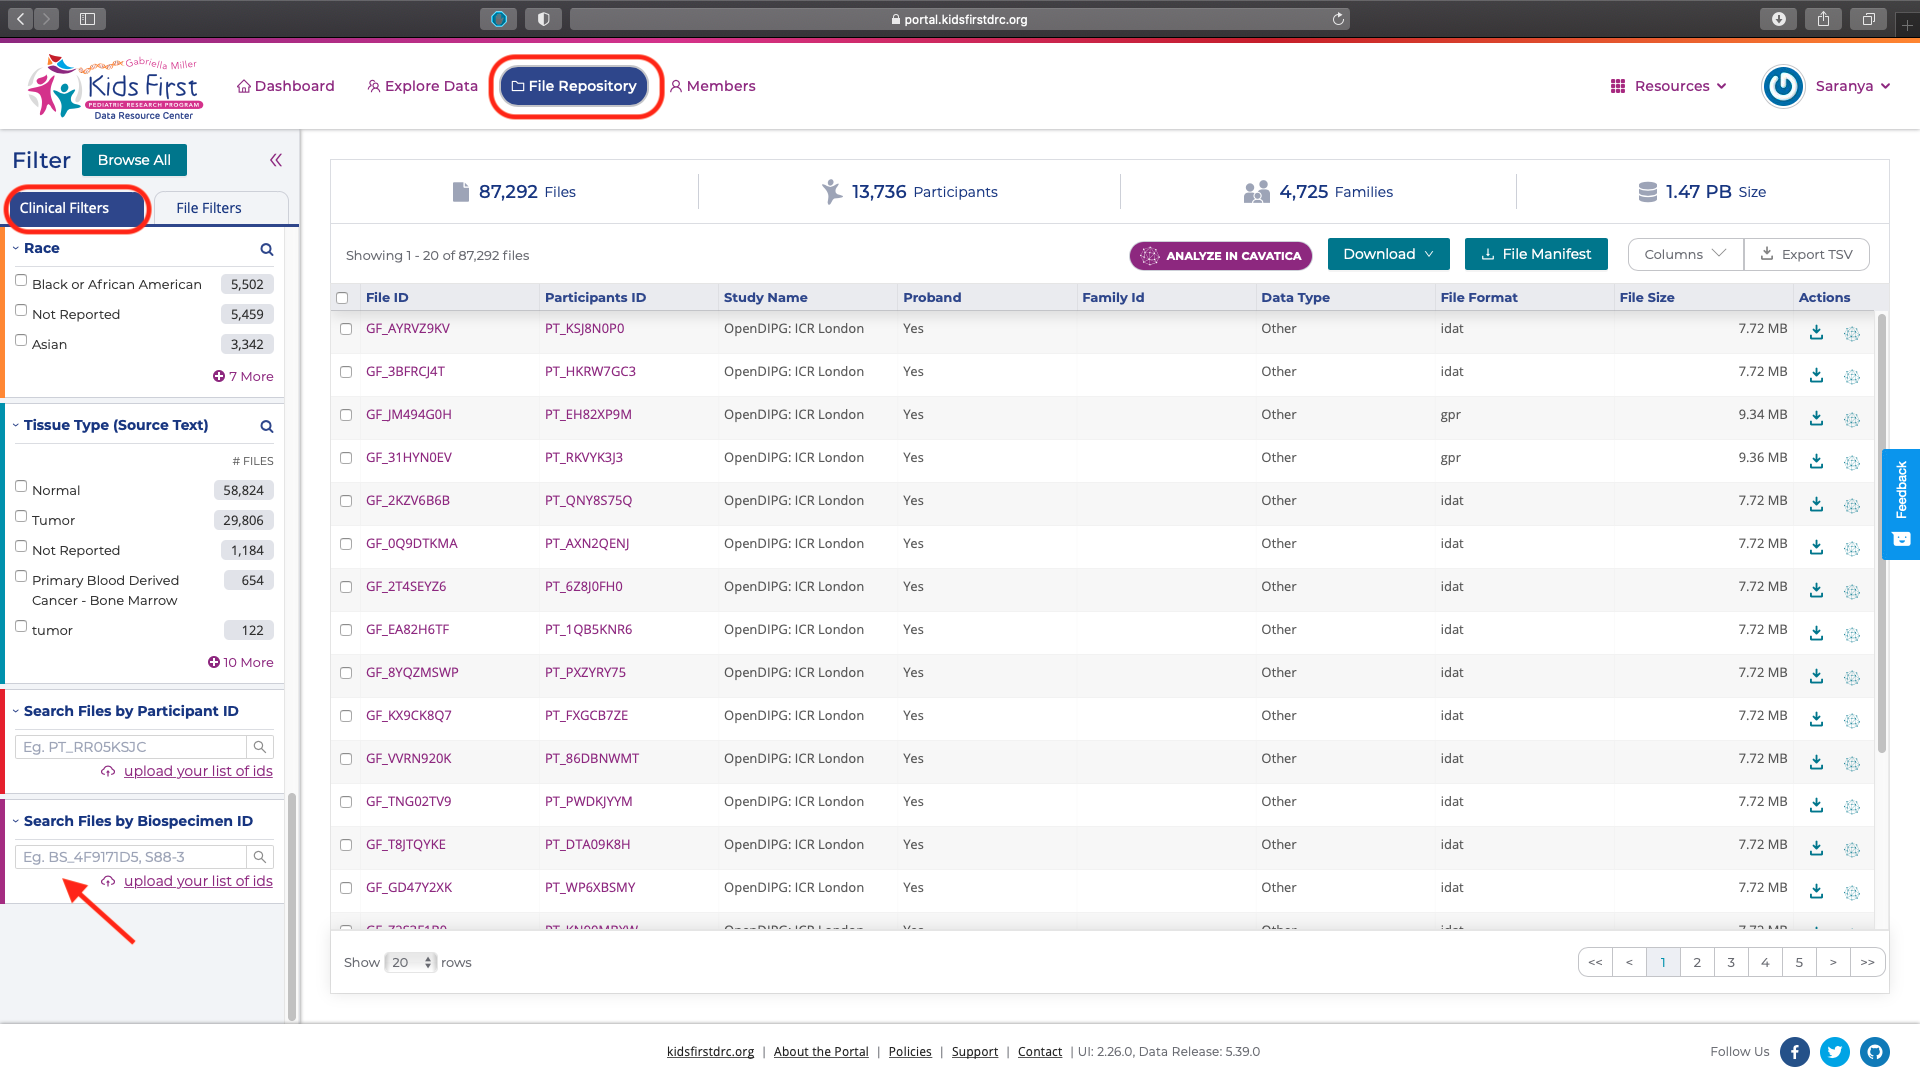 portal.kidsfirstdrc.org
Gabriella Miller
Kids First
PEDIATRIC RESEARCH PROGRAM
Data Resource Center
Dashboard
Explore Data
File Repository
Members
Resources
Saranya
Filter
Browse All
Clinical Filters
File Filters
Race
Black or African American 5,502
Not Reported 5,459
Asian 3,342
7 More
Tissue Type (Source Text)
# FILES
Normal 58,824
Tumor 29,806
Not Reported 1,184
Primary Blood Derived 654
Cancer - Bone Marrow
tumor 122
10 More
Search Files by Participant ID
Eg. PT_RR05KSJC
upload your list of ids
Search Files by Biospecimen ID
Eg. BS_4F9171D5, S88-3
upload your list of ids
87,292 Files
13,736 Participants
4,725 Families
1.47 PB Size
Showing 1 - 20 of 87,292 files
ANALYZE IN CAVATICA
Download
File Manifest
Columns
Export TSV
File ID Participants ID Study Name Proband Family Id Data Type File Format File Size Actions
GF_AYRVZ9KV PT_KSJ8N0P0 OpenDIPG: ICR London Yes Other idat 7.72 MB
GF_3BFRCJ4T PT_HKRW7GC3 OpenDIPG: ICR London Yes Other idat 7.72 MB
GF_JM494G0H PT_EH82XP9M OpenDIPG: ICR London Yes Other gpr 9.34 MB
GF_31HYN0EV PT_RKVYK3J3 OpenDIPG: ICR London Yes Other gpr 9.36 MB
GF_2KZV6B6B PT_QNY8S75Q OpenDIPG: ICR London Yes Other idat 7.72 MB
GF_0Q9DTKMA PT_AXN2QENJ OpenDIPG: ICR London Yes Other idat 7.72 MB
GF_2T4SEYZ6 PT_6Z8J0FH0 OpenDIPG: ICR London Yes Other idat 7.72 MB
GF_EA82H6TF PT_1QB5KNR6 OpenDIPG: ICR London Yes Other idat 7.72 MB
GF_8YQZMSWP PT_PXZYRY75 OpenDIPG: ICR London Yes Other idat 7.72 MB
GF_KX9CK8Q7 PT_FXGCB7ZE OpenDIPG: ICR London Yes Other idat 7.72 MB
GF_VVRN920K PT_86DBNWMT OpenDIPG: ICR London Yes Other idat 7.72 MB
GF_TNG02TV9 PT_PWDKJYYM OpenDIPG: ICR London Yes Other idat 7.72 MB
GF_T8JTQYKE PT_DTA09K8H OpenDIPG: ICR London Yes Other idat 7.72 MB
GF_GD47Y2XK PT_WP6XBSMY OpenDIPG: ICR London Yes Other idat 7.72 MB
OpenDIPG: ICR London Yes Other idat 7.72 MB
Feedback
Show 20 rows
<< < 1 2 3 4 5 > >>
kidsfirstdrc.org | About the Portal | Policies | Support | Contact | UI: 2.26.0, Data Release: 5.39.0
Follow Us